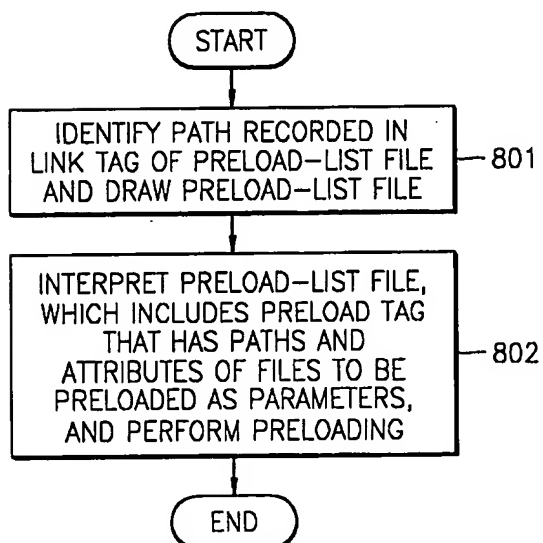 START
IDENTIFY PATH RECORDED IN
LINK TAG OF PRELOAD-LIST FILE
AND DRAW PRELOAD-LIST FILE
801
INTERPRET PRELOAD-LIST FILE,
WHICH INCLUDES PRELOAD TAG
THAT HAS PATHS AND
ATTRIBUTES OF FILES TO BE
PRELOADED AS PARAMETERS,
AND PERFORM PRELOADING
802
END